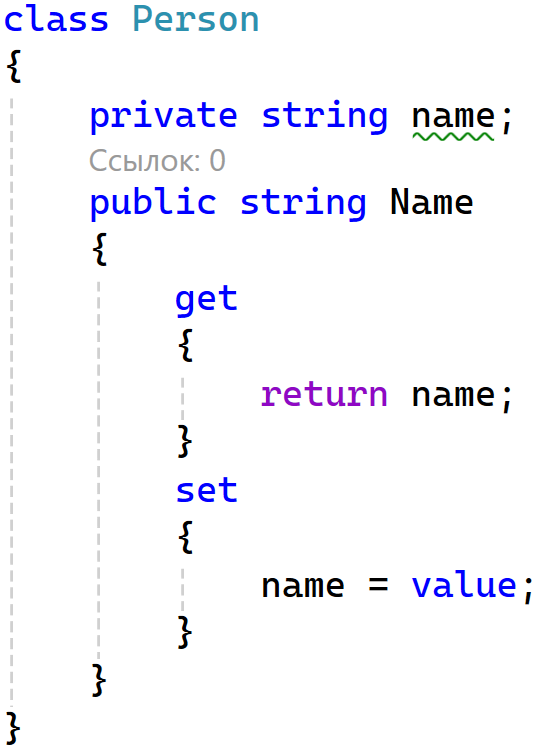 class Person
{
    private string name;
    Ссылок: 0
    public string Name
    {
        get
        {
            return name;
        }
        set
        {
            name = value;
        }
    }
}